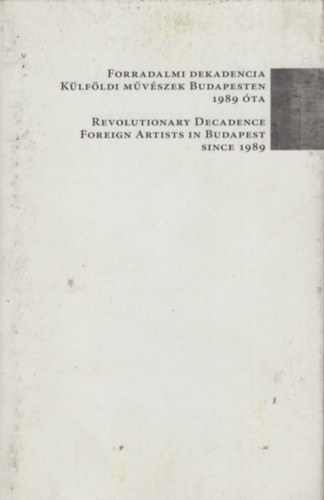 Forradalmi dekadencia
Külföldi művészek Budapesten
1989 óta
Revolutionary Decadence
Foreign Artists in Budapest
since 1989